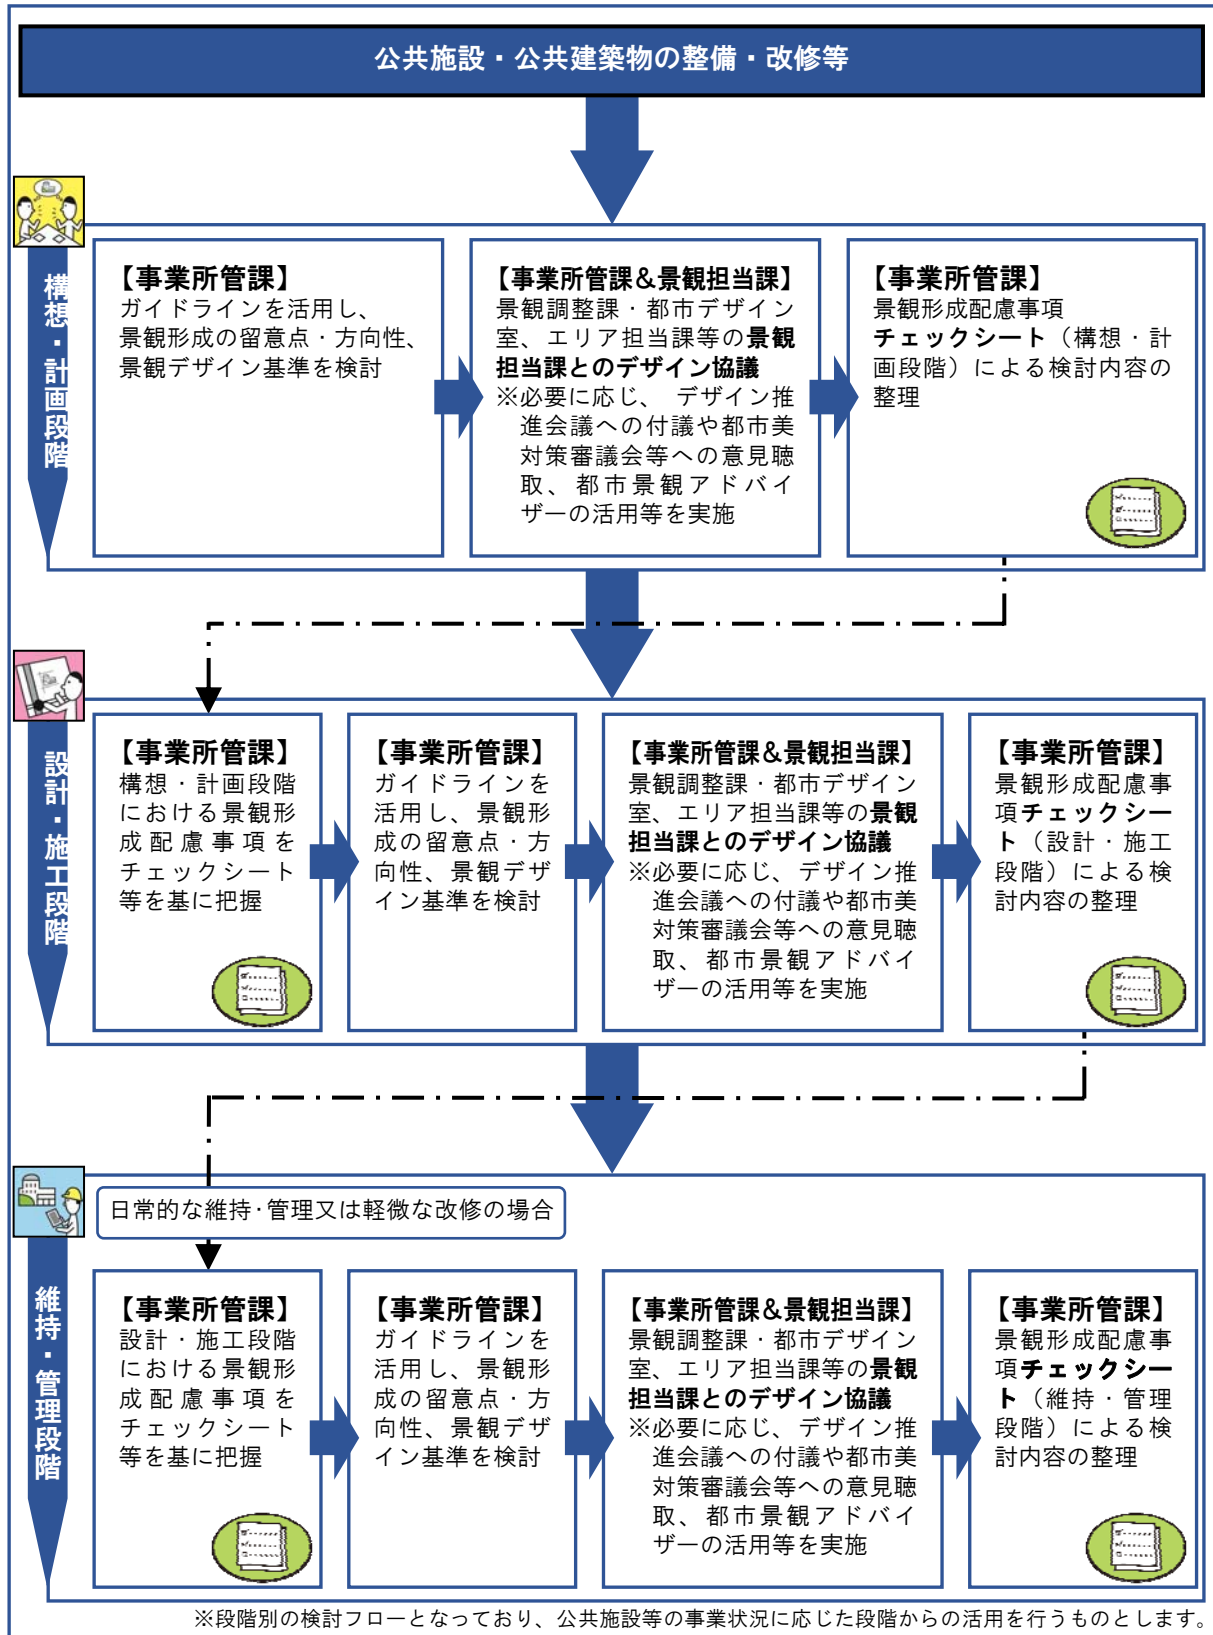 公共施設・公共建築物の整備・改修等
構想・計画段階
【事業所管課】
ガイドラインを活用し、
景観形成の留意点・方向性、
景観デザイン基準を検討
【事業所管課＆景観担当課】
景観調整課・都市デザイン
室、エリア担当課等の景観
担当課とのデザイン協議
※必要に応じ、 デザイン推
進会議への付議や都市美
対策審議会等への意見聴
取、都市景観アドバイ
ザーの活用等を実施
【事業所管課】
景観形成配慮事項
チェックシート（構想・計
画段階）による検討内容の
整理
設計・施工段階
【事業所管課】
構想・計画段階
における景観形
成配慮事項を
チェックシート
等を基に把握
【事業所管課】
ガイドラインを
活用し、景観形
成の留意点・方
向性、景観デザ
イン基準を検討
【事業所管課＆景観担当課】
景観調整課・都市デザイン
室、エリア担当課等の景観
担当課とのデザイン協議
※必要に応じ、デザイン推
進会議への付議や都市美
対策審議会等への意見聴
取、都市景観アドバイ
ザーの活用等を実施
【事業所管課】
景観形成配慮事
項チェックシー
ト（設計・施工
段階）による検
討内容の整理
維持・管理段階
日常的な維持・管理又は軽微な改修の場合
【事業所管課】
設計・施工段階
における景観形
成配慮事項を
チェックシート
等を基に把握
【事業所管課】
ガイドラインを
活用し、景観形
成の留意点・方
向性、景観デザ
イン基準を検討
【事業所管課＆景観担当課】
景観調整課・都市デザイン
室、エリア担当課等の景観
担当課とのデザイン協議
※必要に応じ、デザイン推
進会議への付議や都市美
対策審議会等への意見聴
取、都市景観アドバイ
ザーの活用等を実施
【事業所管課】
景観形成配慮事
項チェックシー
ト（維持・管理
段階）による検
討内容の整理
※段階別の検討フローとなっており、公共施設等の事業状況に応じた段階からの活用を行うものとします。